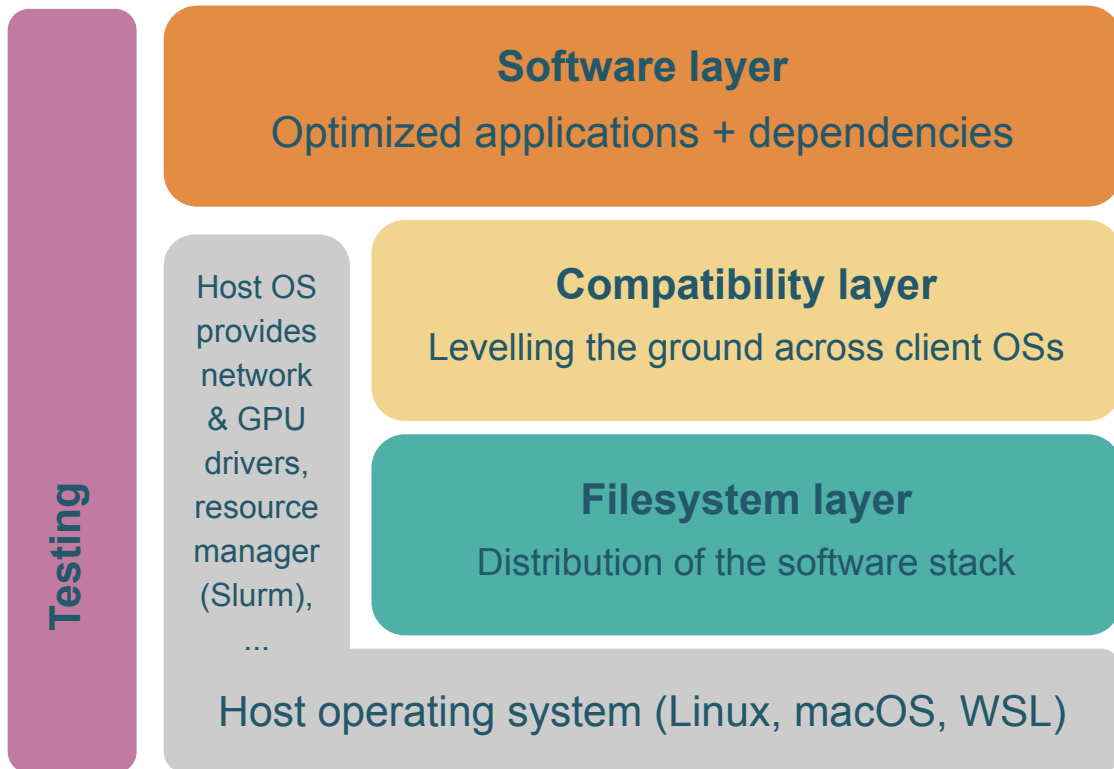 Software layer
Optimized applications + dependencies
Host OS
provides
network
& GPU
drivers,
resource
manager
(Slurm),
...
Compatibility layer
Levelling the ground across client OSs
Filesystem layer
Distribution of the software stack
Host operating system (Linux, macOS, WSL)
Testing